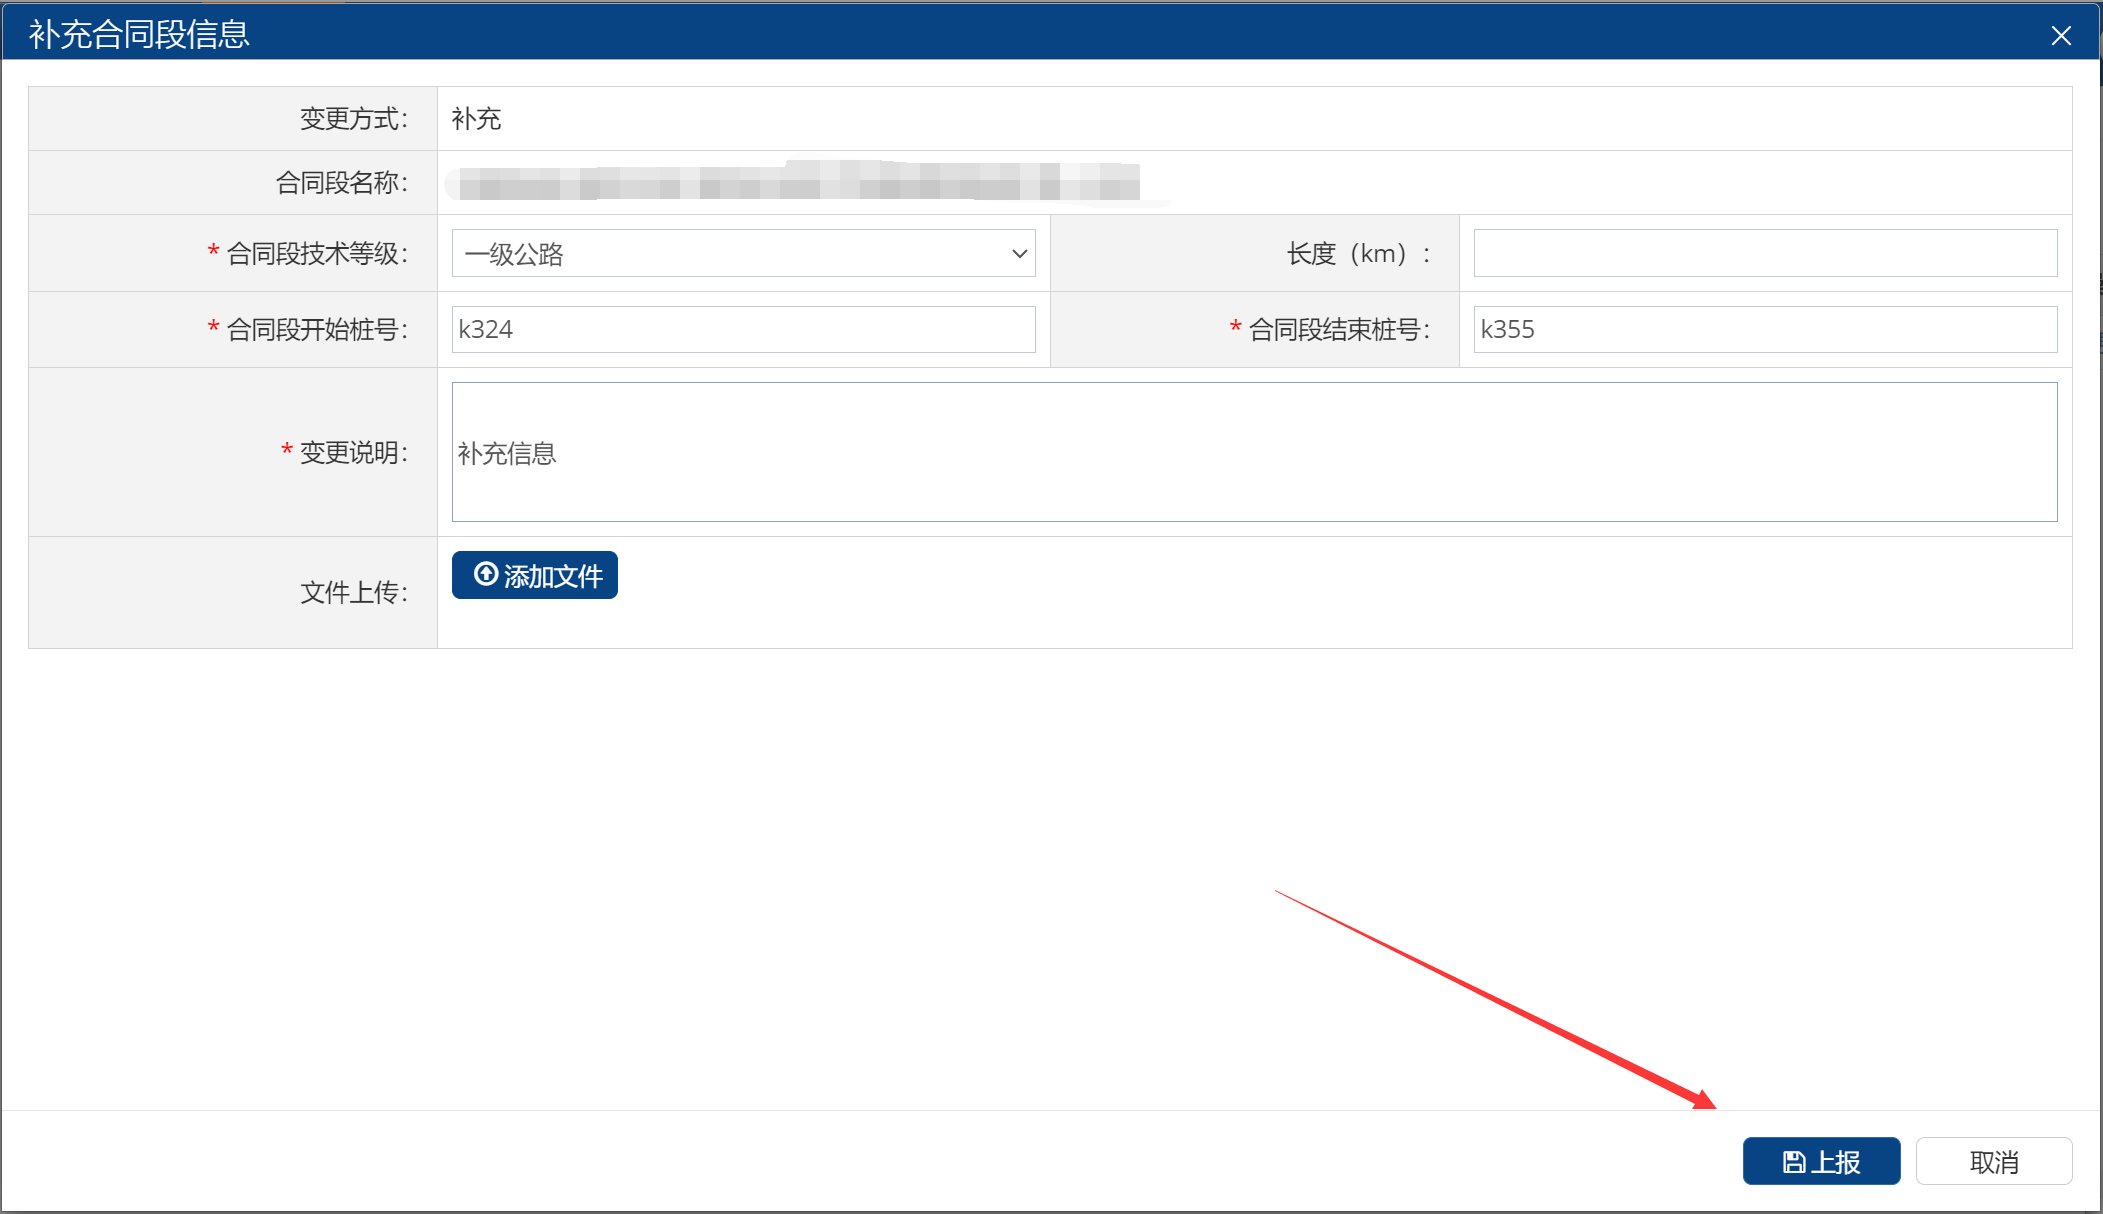 补充合同段信息
变更方式： 补充
合同段名称：
* 合同段技术等级： 一级公路 长度（km）：
* 合同段开始桩号： k324 * 合同段结束桩号： k355
* 变更说明： 补充信息
文件上传： 添加文件
上报 取消